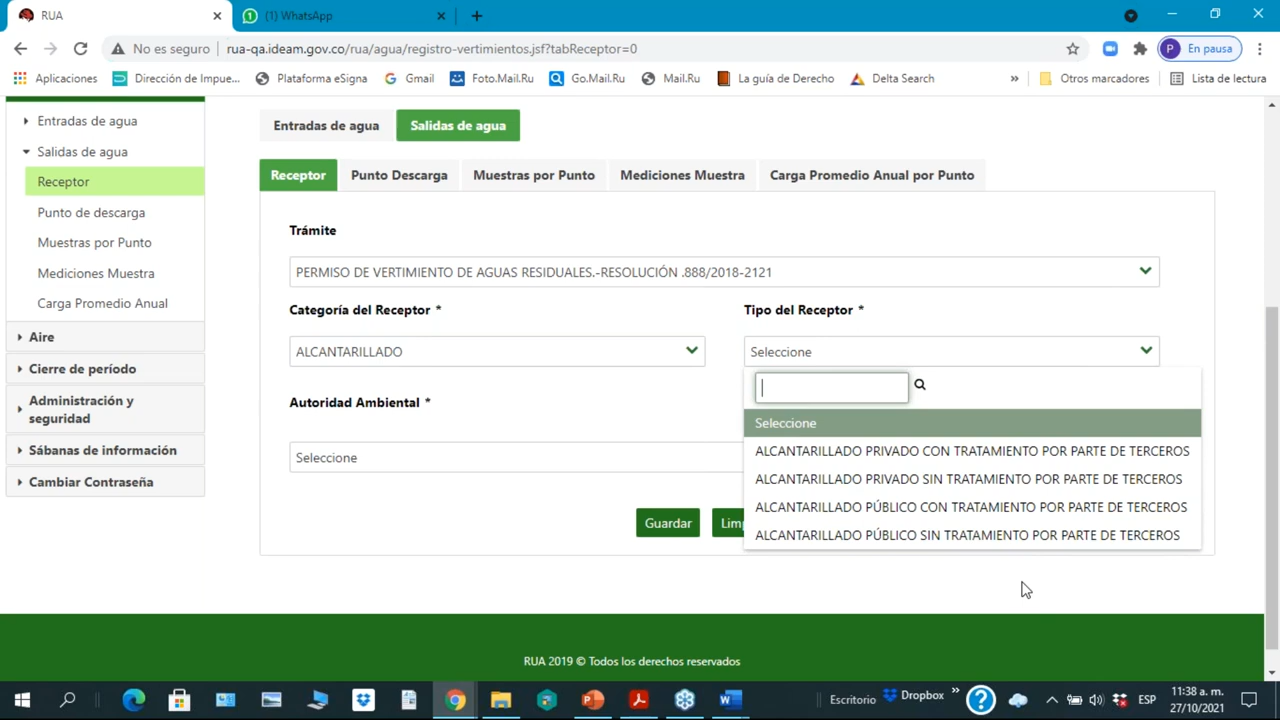 RUA
(1) WhatsApp
No es seguro
rua-qa.ideam.gov.co/rua/agua/registro-vertimientos.jsf?tabReceptor=0
P
En pausa
Aplicaciones
Dirección de Impue...
Plataforma eSigna
Gmail
Foto.Mail.Ru
Go.Mail.Ru
Mail.Ru
La guía de Derecho
Delta Search
»
Otros marcadores
Lista de lectura
Entradas de agua
Salidas de agua
Receptor
Punto de descarga
Muestras por Punto
Mediciones Muestra
Carga Promedio Anual
Aire
Cierre de período
Administración y
seguridad
Sábanas de información
Cambiar Contraseña
Entradas de agua
Salidas de agua
Receptor
Punto Descarga
Muestras por Punto
Mediciones Muestra
Carga Promedio Anual por Punto
Trámite
PERMISO DE VERTIMIENTO DE AGUAS RESIDUALES.-RESOLUCIÓN .888/2018-2121
Categoría del Receptor *
ALCANTARILLADO
Tipo del Receptor *
Seleccione
Seleccione
ALCANTARILLADO PRIVADO CON TRATAMIENTO POR PARTE DE TERCEROS
ALCANTARILLADO PRIVADO SIN TRATAMIENTO POR PARTE DE TERCEROS
ALCANTARILLADO PÚBLICO CON TRATAMIENTO POR PARTE DE TERCEROS
ALCANTARILLADO PÚBLICO SIN TRATAMIENTO POR PARTE DE TERCEROS
Autoridad Ambiental *
Seleccione
Guardar
Limp
RUA 2019 © Todos los derechos reservados
Escritorio
Dropbox
»
ESP
11:38 a. m.
27/10/2021